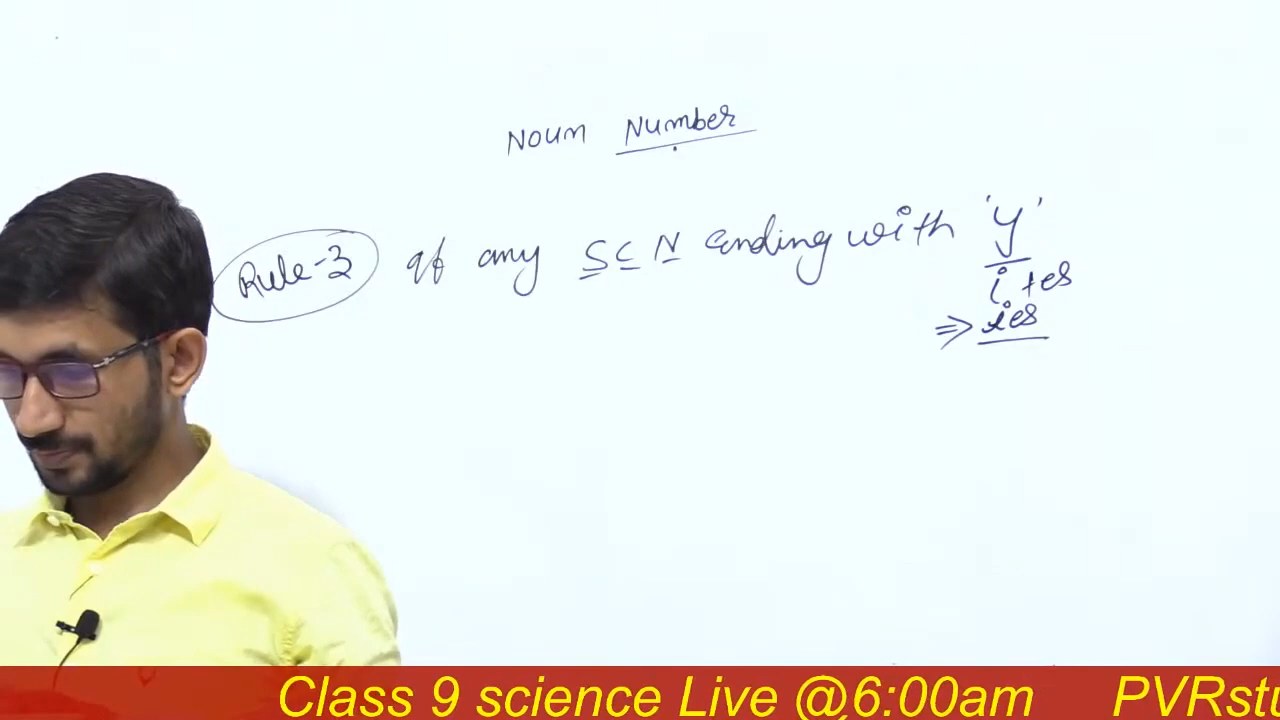 Noun Number
Rule-3 If any S C N ending with 'y'
i +es
⇒ ies
Class 9 science Live @6:00am PVRstu